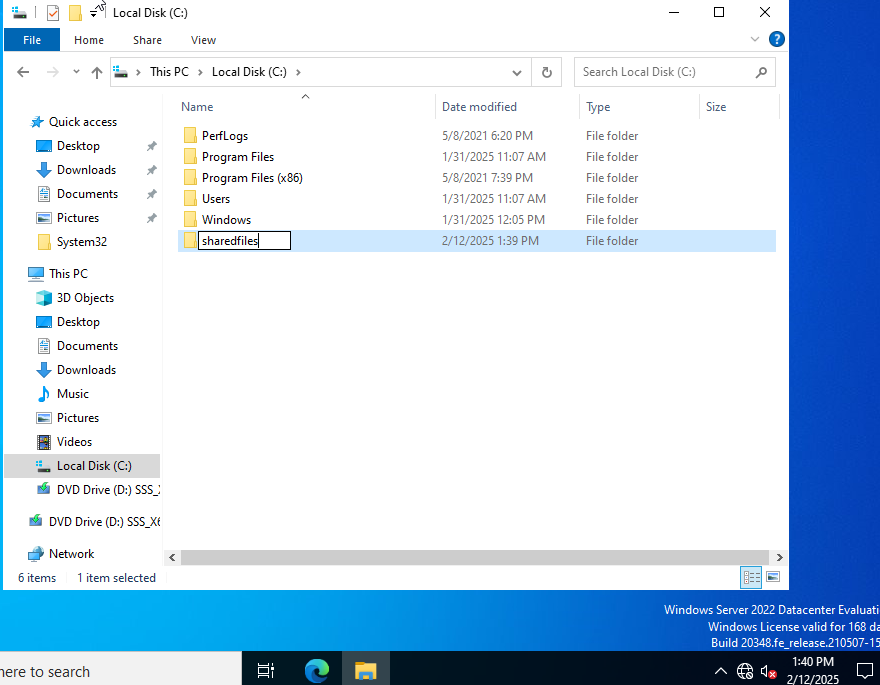 Local Disk (C:)
File Home Share View
This PC Local Disk (C:) Search Local Disk (C:)
Name Date modified Type Size
Quick access
Desktop
Downloads
Documents
Pictures
System32
This PC
3D Objects
Desktop
Documents
Downloads
Music
Pictures
Videos
Local Disk (C:)
DVD Drive (D:) SSS_
DVD Drive (D:) SSS_X6
Network
PerfLogs 5/8/2021 6:20 PM File folder
Program Files 1/31/2025 11:07 AM File folder
Program Files (x86) 5/8/2021 7:39 PM File folder
Users 1/31/2025 11:07 AM File folder
Windows 1/31/2025 12:05 PM File folder
sharedfiles 2/12/2025 1:39 PM File folder
6 items 1 item selected
Windows Server 2022 Datacenter Evaluati
Windows License valid for 168 da
Build 20348.fe_release.210507-15
here to search
1:40 PM
2/12/2025